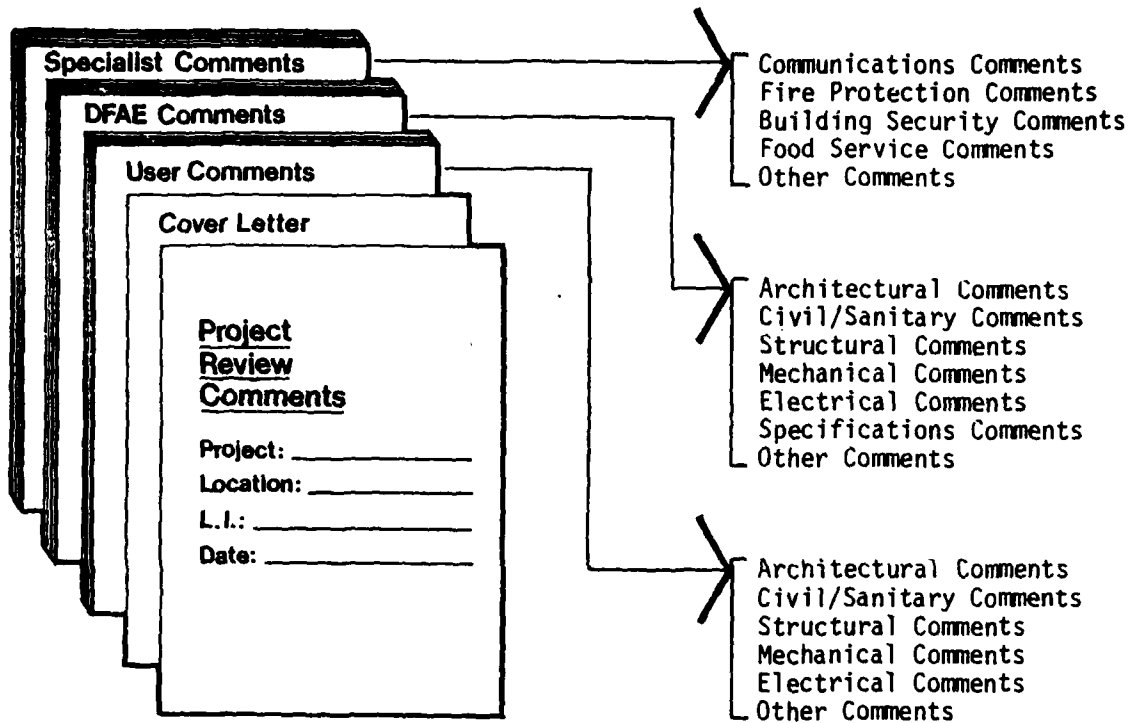 Specialist Comments
DFAE Comments
User Comments
Cover Letter
Project
Review
Comments
Project:
Location:
L.I.:
Date:
Communications Comments
Fire Protection Comments
Building Security Comments
Food Service Comments
Other Comments
Architectural Comments
Civil/Sanitary Comments
Structural Comments
Mechanical Comments
Electrical Comments
Specifications Comments
Other Comments
Architectural Comments
Civil/Sanitary Comments
Structural Comments
Mechanical Comments
Electrical Comments
Other Comments